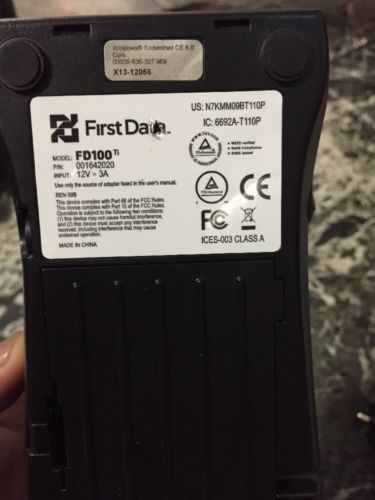 Windows® Embedded CE 6.0
Core
X13-12056
First Data
US: N7KMM09BT110P
IC: 6692A-T110P
MODEL: FD100 Ti
P/N: 001642020
INPUT: 12V ⎓ 3A
Use only the source of adapter listed in the user's manual.
REN 00B
This device complies with Part 68 of the FCC Rules.
This device complies with Part 15 of the FCC Rules.
Operation is subject to the following two conditions:
(1) this device may not cause harmful interference,
and (2) this device must accept any interference
received, including interference that may cause
undesired operation.
MADE IN CHINA
TÜV
CE
FC
ICES-003 CLASS A